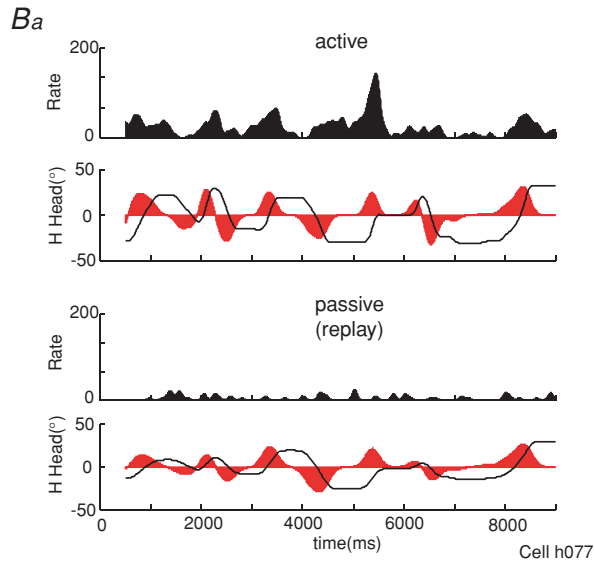 Ba
active
200
Rate
0
50
H Head(°)
0
-50
passive
(replay)
200
Rate
0
50
H Head(°)
0
-50
0 2000 4000 6000 8000
time(ms)
Cell h077